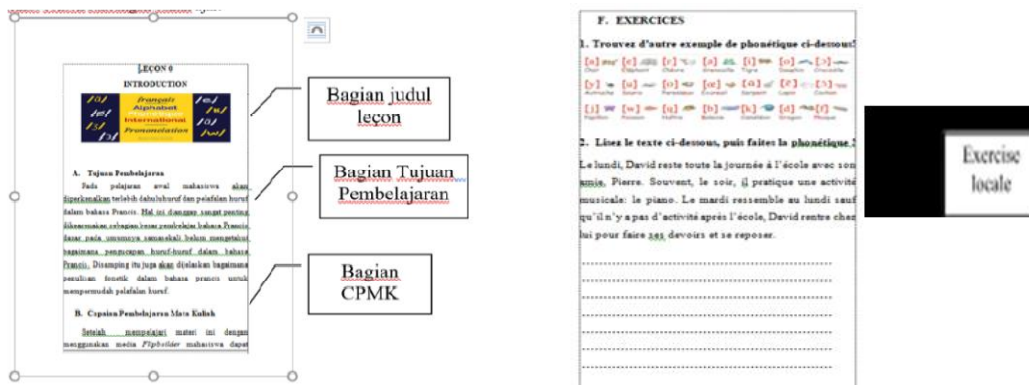 LEÇON 0
INTRODUCTION
français
Alphabet
International
Prononciation
A. Tujuan Pembelajaran
Pada pelajaran awal mahasiswa akan
diperkenalkan terlebih dahulu huruf dan pelafalan huruf
dalam bahasa Prancis. Hal ini dianggap sangat penting
dikarenakan sebagian besar pembelajar bahasa Prancis
dasar pada umumnya sama sekali belum mengetahui
bagaimana pengucapan huruf-huruf dalam bahasa
Prancis. Disamping itu juga akan dijelaskan bagaimana
penulisan fonetik dalam bahasa prancis untuk
mempermudah pelafalan huruf.
B. Capaian Pembelajaran Mata Kuliah
Setelah mempelajari materi ini dengan
menggunakan media Flipbuilder mahasiswa dapat
Bagian judul
leçon
Bagian Tujuan
Pembelajaran
Bagian
CPMK
F. EXERCICES
1. Trouvez d'autre exemple de phonétique ci-dessous!
2. Lisez le texte ci-dessous, puis faites la phonétique !
Le lundi, David reste toute la journée à l'école avec son
amie, Pierre. Souvent, le soir, il pratique une activité
musicale: le piano. Le mardi ressemble au lundi sauf
qu'il n'y a pas d'activité après l'école, David rentre chez
lui pour faire ses devoirs et se reposer.
Exercise
locale